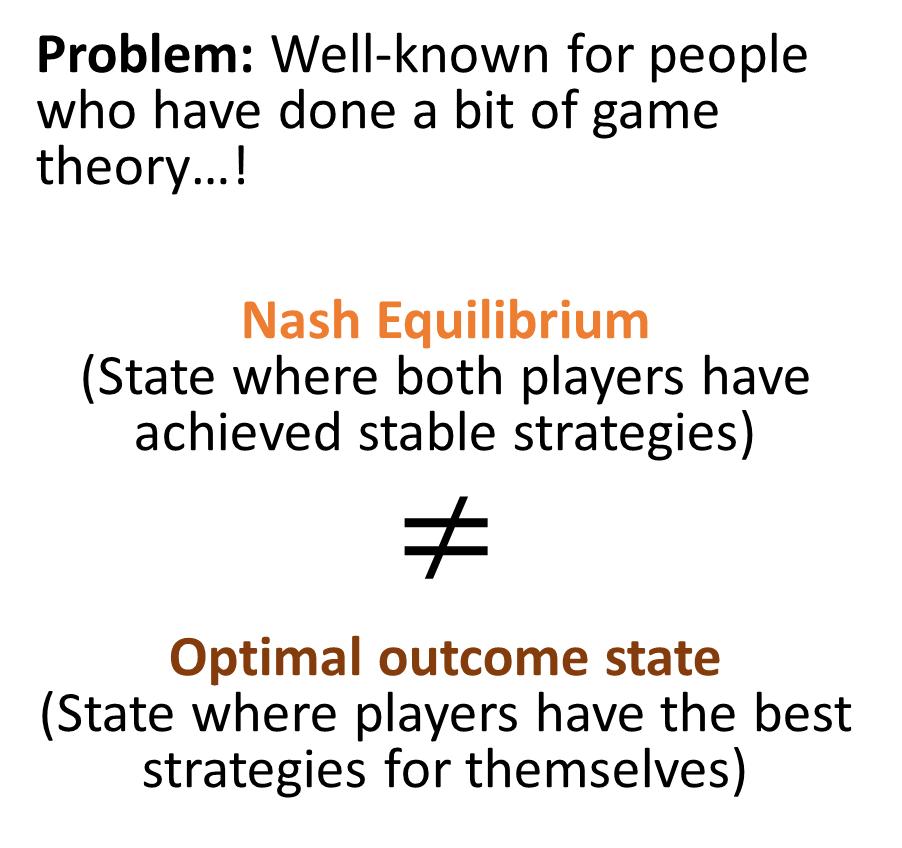 Problem: Well-known for people
who have done a bit of game
theory…!
Nash Equilibrium
(State where both players have
achieved stable strategies)
≠
Optimal outcome state
(State where players have the best
strategies for themselves)